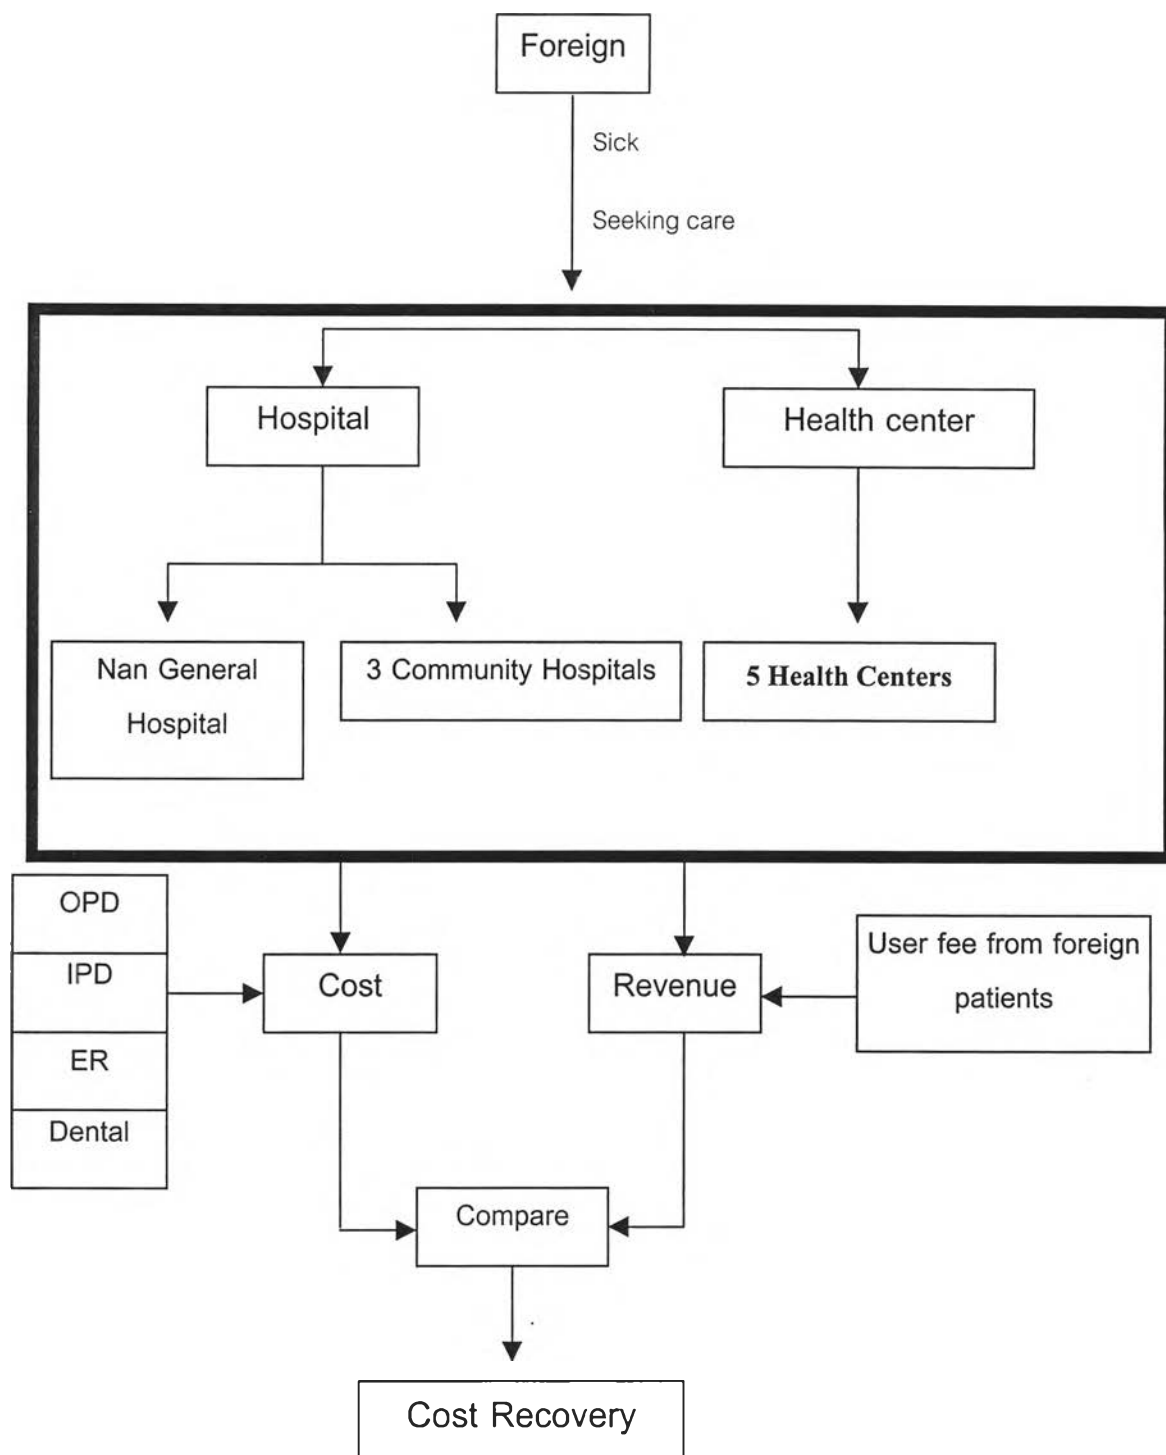 Foreign
Sick
Seeking care
Hospital
Health center
Nan General
Hospital
3 Community Hospitals
5 Health Centers
OPD
IPD
ER
Dental
Cost
Revenue
User fee from foreign
patients
Compare
Cost Recovery